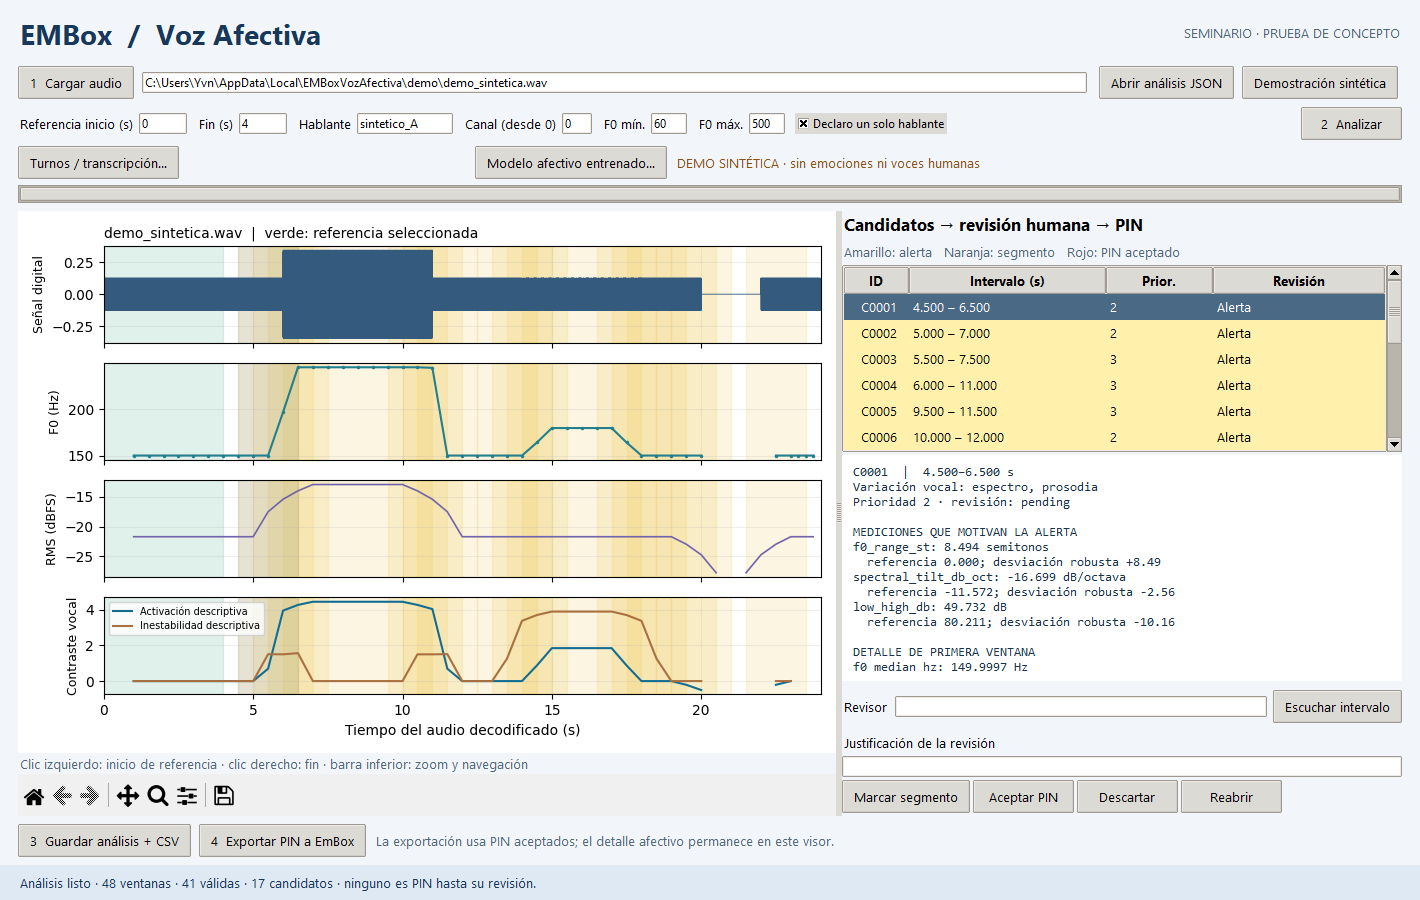 EMBox / Voz Afectiva
SEMINARIO · PRUEBA DE CONCEPTO
1 Cargar audio
C:\Users\Yvn\AppData\Local\EMBoxVozAfectiva\demo\demo_sintetica.wav
Abrir análisis JSON
Demostración sintética
Referencia inicio (s) 0 Fin (s) 4 Hablante sintetico_A Canal (desde 0) 0 F0 mín. 60 F0 máx. 500 Declaro un solo hablante
2 Analizar
Turnos / transcripción...
Modelo afectivo entrenado...
DEMO SINTÉTICA · sin emociones ni voces humanas
demo_sintetica.wav | verde: referencia seleccionada
Señal digital
0.25
0.00
−0.25
F0 (Hz)
200
150
RMS (dBFS)
−15
−20
−25
Contraste vocal
4
2
0
Activación descriptiva
Inestabilidad descriptiva
0 5 10 15 20
Tiempo del audio decodificado (s)
Clic izquierdo: inicio de referencia · clic derecho: fin · barra inferior: zoom y navegación
Candidatos → revisión humana → PIN
Amarillo: alerta Naranja: segmento Rojo: PIN aceptado
ID Intervalo (s) Prior. Revisión
C0001 4.500 – 6.500 2 Alerta
C0002 5.000 – 7.000 2 Alerta
C0003 5.500 – 7.500 3 Alerta
C0004 6.000 – 11.000 3 Alerta
C0005 9.500 – 11.500 3 Alerta
C0006 10.000 – 12.000 2 Alerta
C0001 | 4.500–6.500 s
Variación vocal: espectro, prosodia
Prioridad 2 · revisión: pending
MEDICIONES QUE MOTIVAN LA ALERTA
f0_range_st: 8.494 semitonos
referencia 0.000; desviación robusta +8.49
spectral_tilt_db_oct: -16.699 dB/octava
referencia -11.572; desviación robusta -2.56
low_high_db: 49.732 dB
referencia 80.211; desviación robusta -10.16
DETALLE DE PRIMERA VENTANA
f0 median hz: 149.9997 Hz
Revisor
Escuchar intervalo
Justificación de la revisión
Marcar segmento
Aceptar PIN
Descartar
Reabrir
3 Guardar análisis + CSV
4 Exportar PIN a EmBox
La exportación usa PIN aceptados; el detalle afectivo permanece en este visor.
Análisis listo · 48 ventanas · 41 válidas · 17 candidatos · ninguno es PIN hasta su revisión.